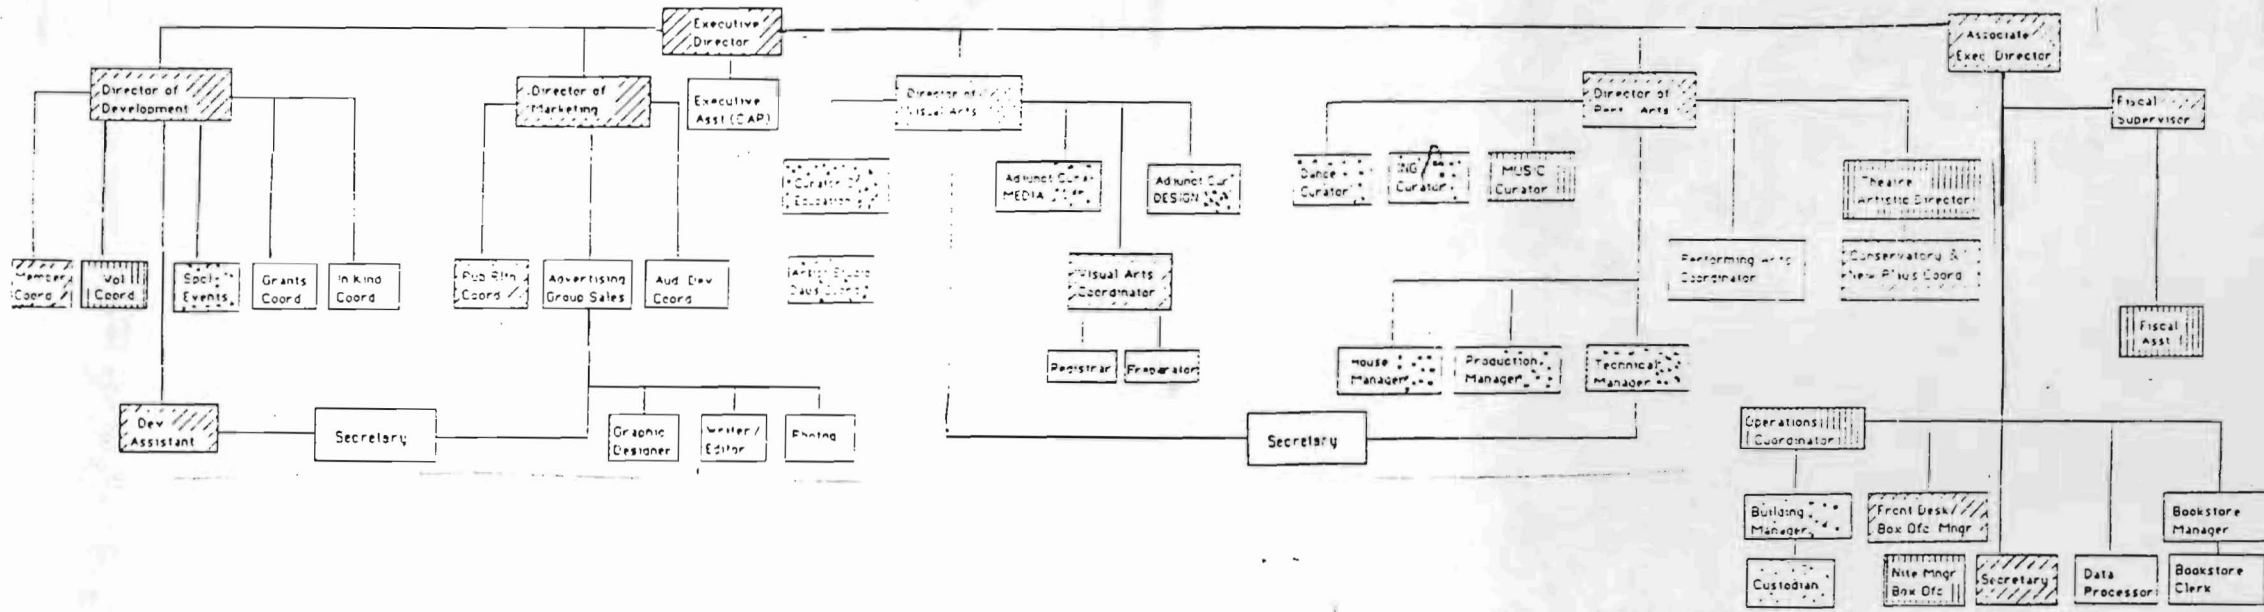 Executive
Director
Associate
Exec Director
Director of
Development
Director of
Marketing
Executive
Asst (CAP)
Director of
Visual Arts
Director of
Perf. Arts
Fiscal
Supervisor
Curator of
Education
Adjunct Cura
MEDIA
Adjunct Cur
DESIGN
Dance
Curator
ING
Curator
MUSIC
Curator
Theatre
Artistic Director
Member
Coord
Vol
Coord
Spcl
Events
Grants
Coord
In Kind
Coord
Pub Rltn
Coord
Advertising
Group Sales
Aud Dev
Coord
Artist Studio
Visual Arts
Coordinator
Performing Arts
Coordinator
Conservatory &
New Plays Coord
Fiscal
Asst
Registrar
Preparator
House
Manager
Production
Manager
Technical
Manager
Dev
Assistant
Secretary
Graphic
Designer
Writer /
Editor
Photog
Secretary
Operations
Coordinator
Building
Manager
Front Desk/
Box Ofc Mngr
Bookstore
Manager
Custodian
Nite Mngr
Box Ofc
Secretary
Data
Processor
Bookstore
Clerk